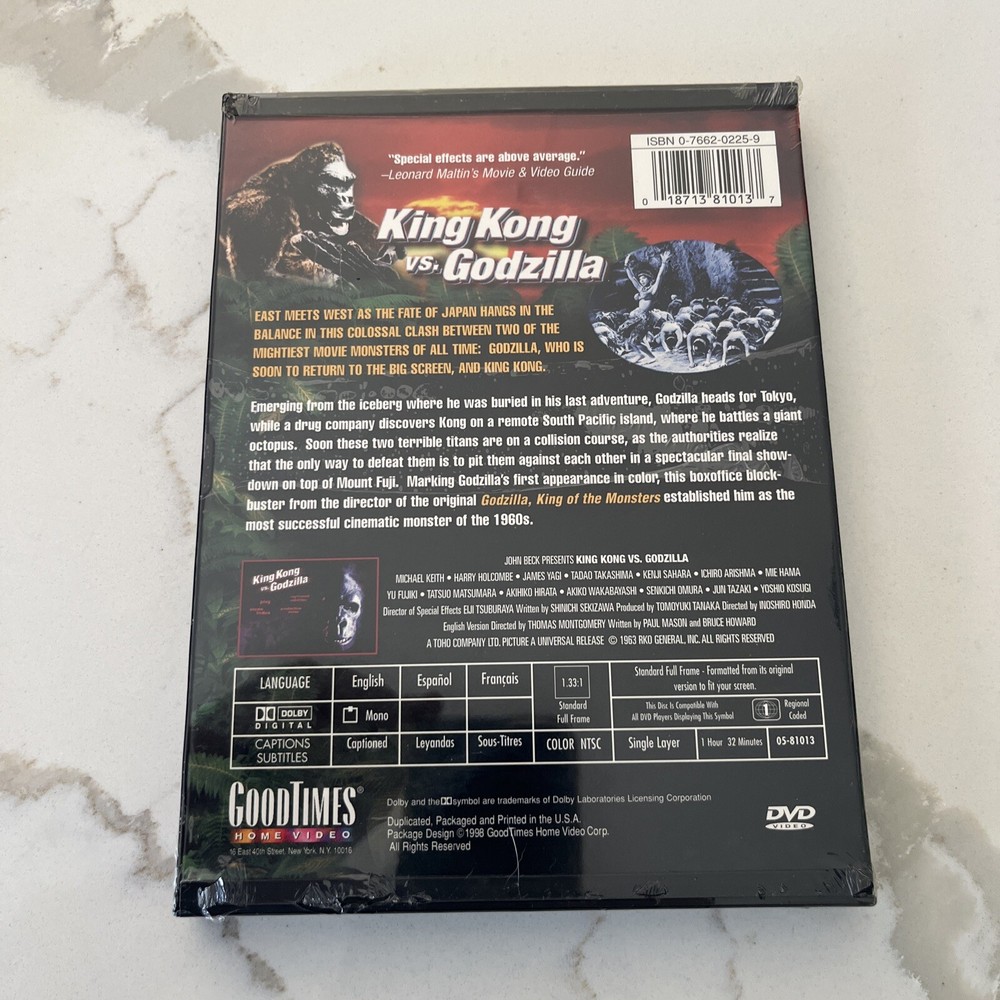 ISBN 0-7662-0225-9
0 18713 81013 7
"Special effects are above average."
–Leonard Maltin's Movie & Video Guide
King Kong
vs. Godzilla
EAST MEETS WEST AS THE FATE OF JAPAN HANGS IN THE
BALANCE IN THIS COLOSSAL CLASH BETWEEN TWO OF THE
MIGHTIEST MOVIE MONSTERS OF ALL TIME: GODZILLA, WHO IS
SOON TO RETURN TO THE BIG SCREEN, AND KING KONG.
Emerging from the iceberg where he was buried in his last adventure, Godzilla heads for Tokyo,
while a drug company discovers Kong on a remote South Pacific island, where he battles a giant
octopus. Soon these two terrible titans are on a collision course, as the authorities realize
that the only way to defeat them is to pit them against each other in a spectacular final show-
down on top of Mount Fuji. Marking Godzilla's first appearance in color, this boxoffice block-
buster from the director of the original Godzilla, King of the Monsters established him as the
most successful cinematic monster of the 1960s.
King Kong
vs. Godzilla
JOHN BECK PRESENTS KING KONG VS. GODZILLA
MICHAEL KEITH • HARRY HOLCOMBE • JAMES YAGI • TADAO TAKASHIMA • KENJI SAHARA • ICHIRO ARISHMA • MIE HAMA
YU FUJIKI • TATSUO MATSUMARA • AKIHIKO HIRATA • AKIKO WAKABAYASHI • SENKICHI OMURA • JUN TAZAKI • YOSHIO KOSUGI
Director of Special Effects EIJI TSUBURAYA Written by SHINICHI SEKIZAWA Produced by TOMOYUKI TANAKA Directed by INOSHIRO HONDA
English Version Directed by THOMAS MONTGOMERY Written by PAUL MASON and BRUCE HOWARD
A TOHO COMPANY LTD. PICTURE A UNIVERSAL RELEASE © 1963 RKO GENERAL, INC. ALL RIGHTS RESERVED
LANGUAGE English Español Français
DOLBY DIGITAL Mono
CAPTIONS SUBTITLES Captioned Leyendas Sous-Titres
1.33:1
Standard
Full Frame
COLOR NTSC
Standard Full Frame - Formatted from its original
version to fit your screen.
This Disc Is Compatible With
All DVD Players Displaying This Symbol
1 Regional Coded
Single Layer 1 Hour 32 Minutes 05-81013
GOODTIMES®
HOME VIDEO
16 East 40th Street, New York, N.Y. 10016
Dolby and the DD symbol are trademarks of Dolby Laboratories Licensing Corporation
Duplicated, Packaged and Printed in the U.S.A.
Package Design © 1998 GoodTimes Home Video Corp.
All Rights Reserved
DVD
VIDEO